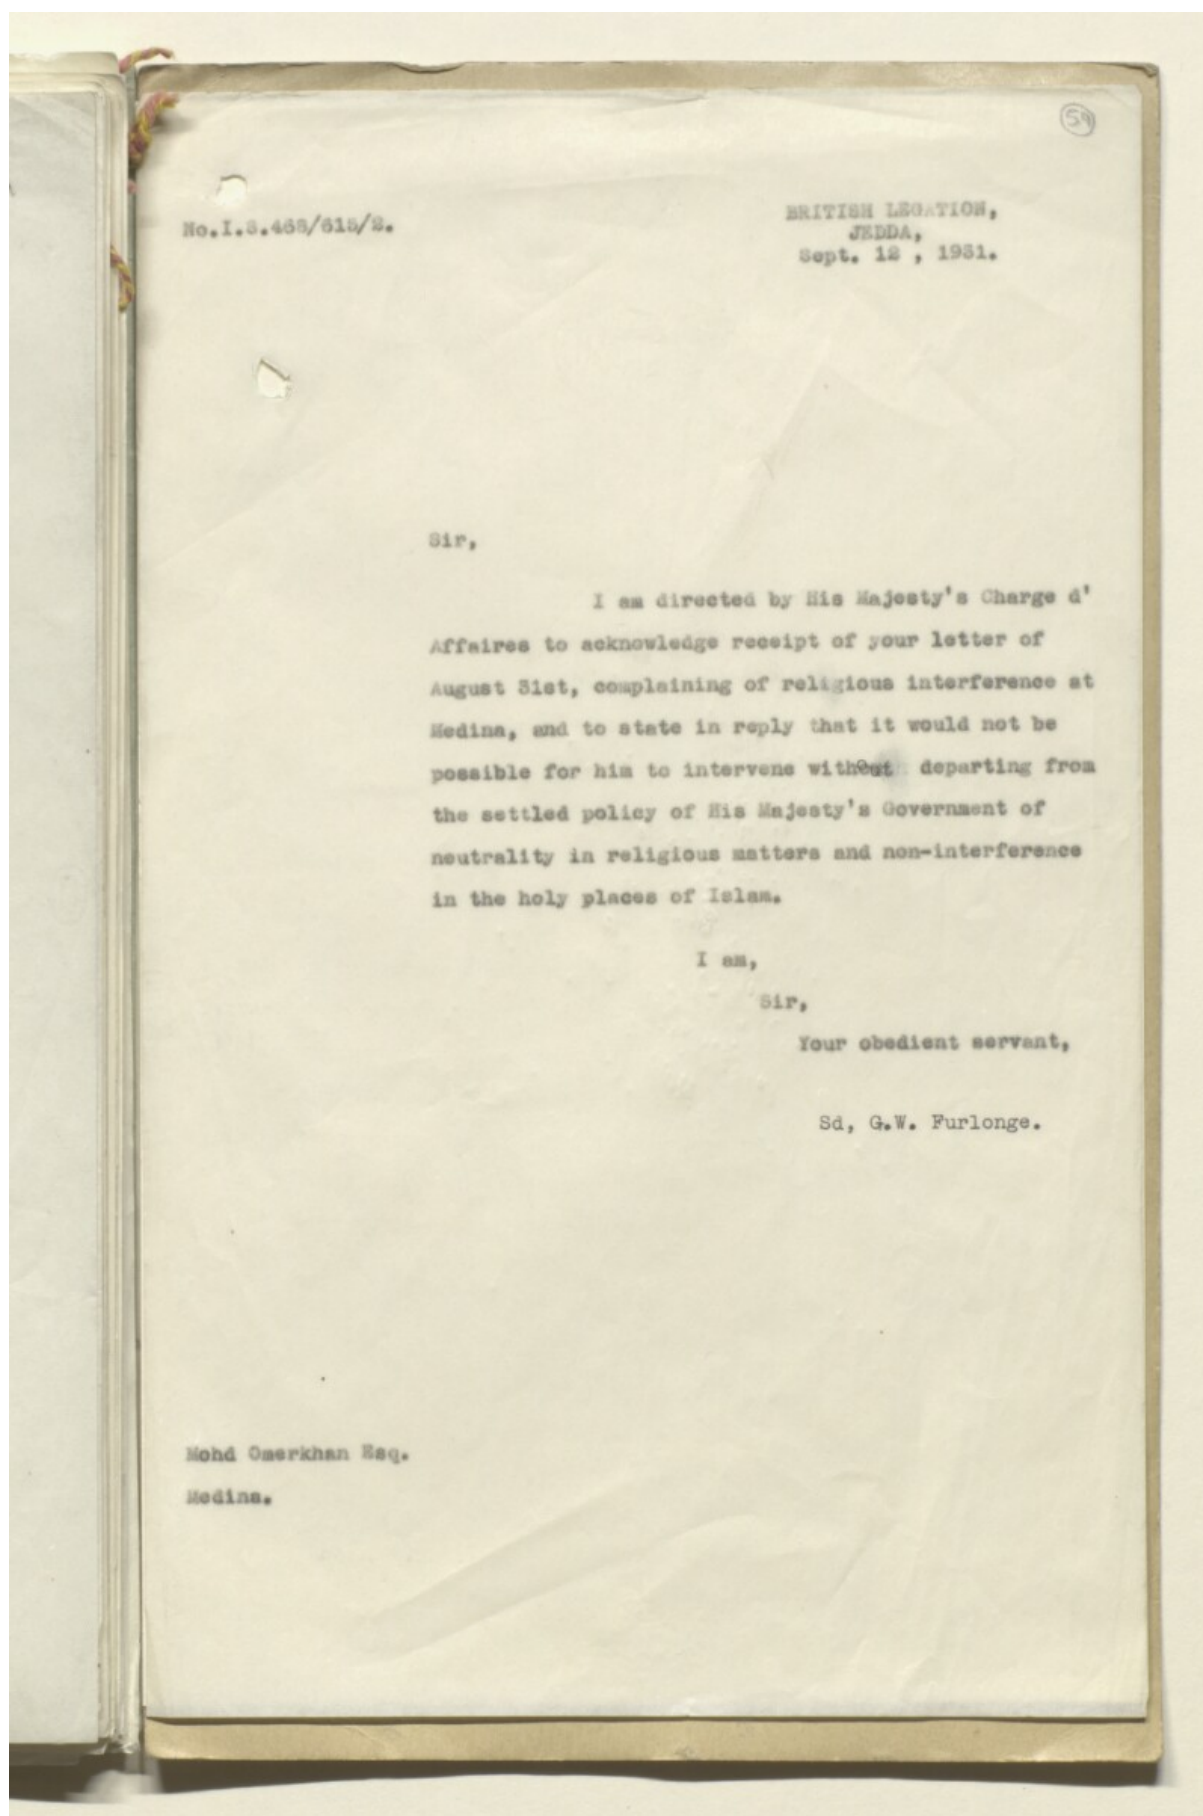 59
No.I.S.468/615/2.
BRITISH LEGATION,
JEDDA,
Sept. 12 , 1931.
Sir,
I am directed by His Majesty's Charge d'
Affaires to acknowledge receipt of your letter of
August 31st, complaining of religious interference at
Medina, and to state in reply that it would not be
possible for him to intervene without departing from
the settled policy of His Majesty's Government of
neutrality in religious matters and non-interference
in the holy places of Islam.
I am,
Sir,
Your obedient servant,
Sd, G.W. Furlonge.
Mohd Omerkhan Esq.
Medina.